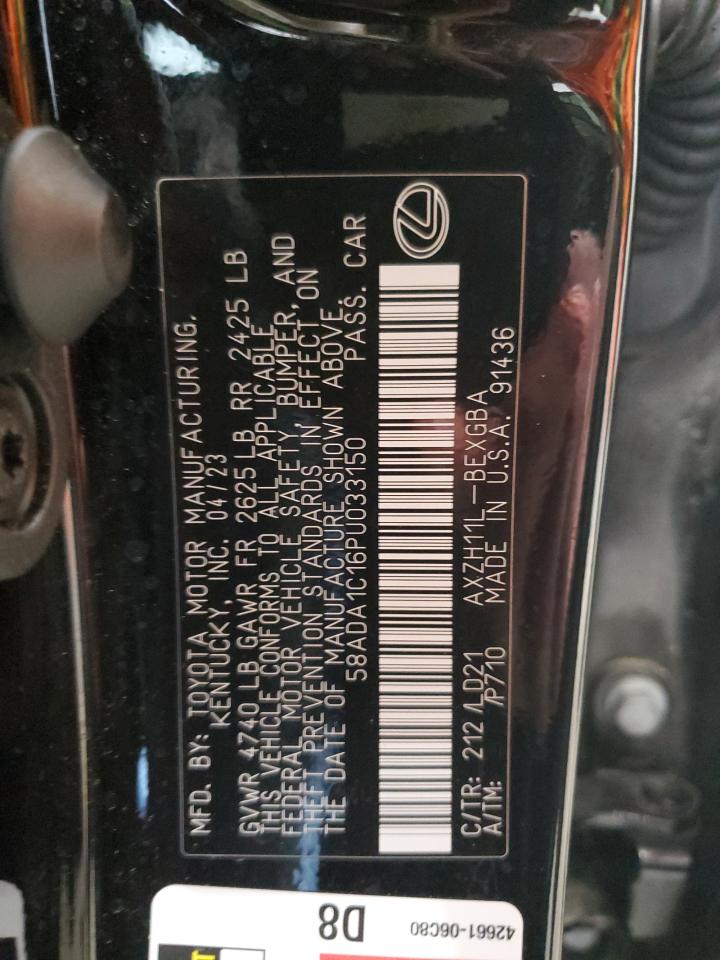 MFD. BY: TOYOTA MOTOR MANUFACTURING,
KENTUCKY, INC. 04/23
GVWR 4740 LB GAWR FR 2625 LB RR 2425 LB
THIS VEHICLE CONFORMS TO ALL APPLICABLE
FEDERAL MOTOR VEHICLE SAFETY, BUMPER, AND
THEFT PREVENTION STANDARDS IN EFFECT ON
THE DATE OF MANUFACTURE SHOWN ABOVE.
58ADA1C16PU033150 PASS. CAR
C/TR: 212 /LD21 AXZH11L-BEXGBA
A/TM: /P710 MADE IN U.S.A. 91436
D8
42661-06C80